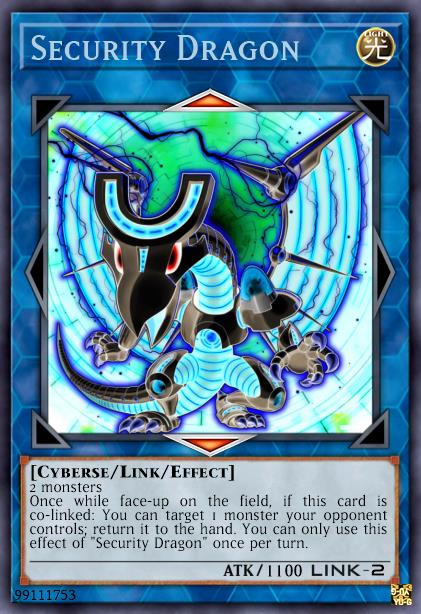 Security Dragon
LIGHT
光
[Cyberse/Link/Effect]
2 monsters
Once while face-up on the field, if this card is
co-linked: You can target 1 monster your opponent
controls; return it to the hand. You can only use this
effect of "Security Dragon" once per turn.
ATK/1100 LINK-2
99111753